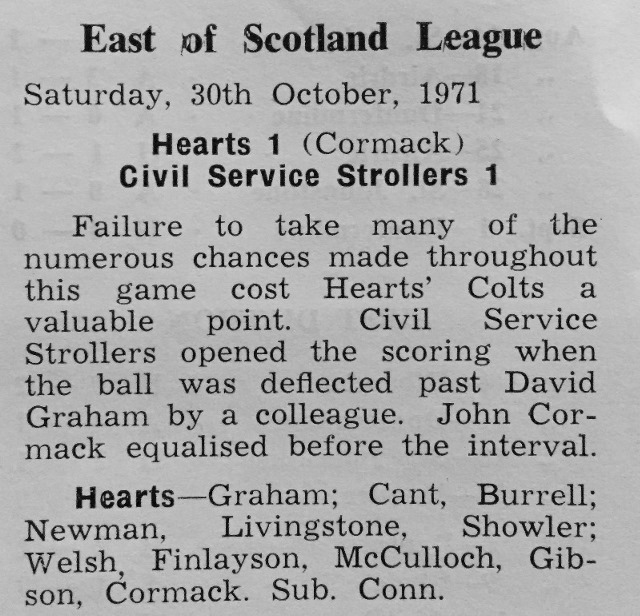 East of Scotland League
Saturday, 30th October, 1971
Hearts 1 (Cormack)
Civil Service Strollers 1
Failure to take many of the
numerous chances made throughout
this game cost Hearts' Colts a
valuable point. Civil Service
Strollers opened the scoring when
the ball was deflected past David
Graham by a colleague. John Cor-
mack equalised before the interval.
Hearts—Graham; Cant, Burrell;
Newman, Livingstone, Showler;
Welsh, Finlayson, McCulloch, Gib-
son, Cormack. Sub. Conn.